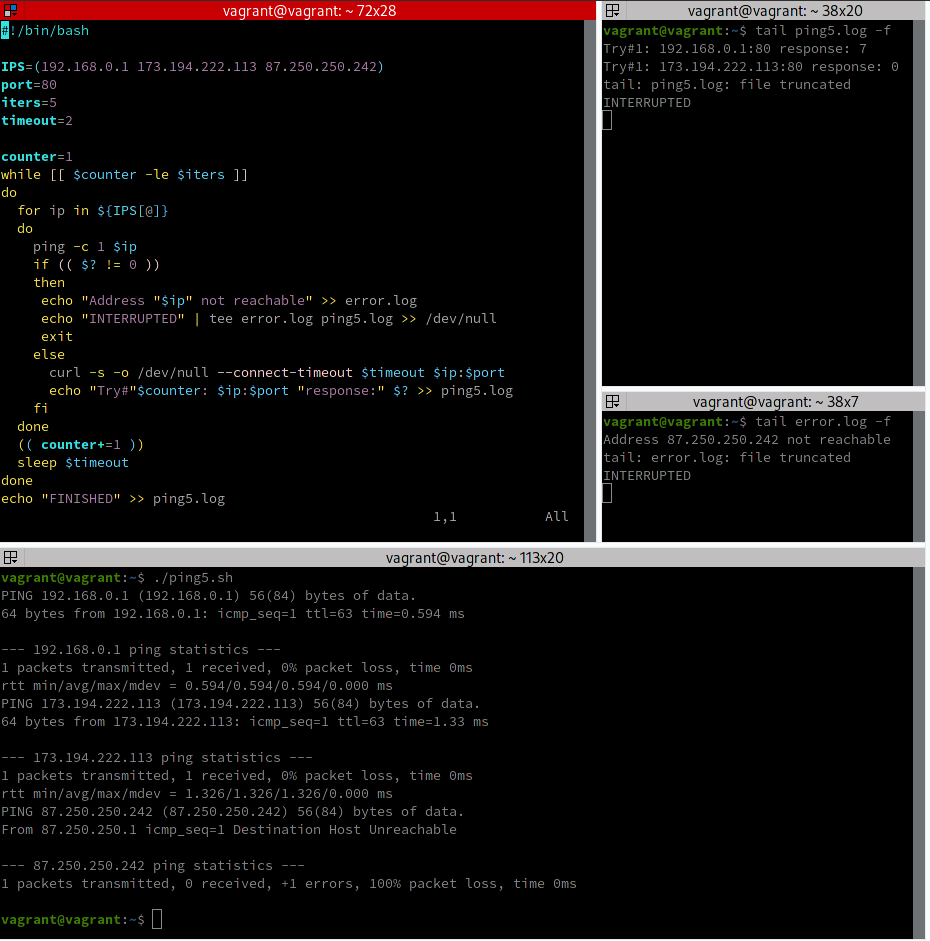 vagrant@vagrant: ~ 72x28
#!/bin/bash
IPS=(192.168.0.1 173.194.222.113 87.250.250.242)
port=80
iters=5
timeout=2
counter=1
while [[ $counter -le $iters ]]
do
  for ip in ${IPS[@]}
  do
    ping -c 1 $ip
    if (( $? != 0 ))
    then
     echo "Address "$ip" not reachable" >> error.log
     echo "INTERRUPTED" | tee error.log ping5.log >> /dev/null
     exit
    else
      curl -s -o /dev/null --connect-timeout $timeout $ip:$port
      echo "Try#"$counter: $ip:$port "response:" $? >> ping5.log
    fi
  done
  (( counter+=1 ))
  sleep $timeout
done
echo "FINISHED" >> ping5.log
1,1 All
vagrant@vagrant: ~ 38x20
vagrant@vagrant:~$ tail ping5.log -f
Try#1: 192.168.0.1:80 response: 7
Try#1: 173.194.222.113:80 response: 0
tail: ping5.log: file truncated
INTERRUPTED
vagrant@vagrant: ~ 38x7
vagrant@vagrant:~$ tail error.log -f
Address 87.250.250.242 not reachable
tail: error.log: file truncated
INTERRUPTED
vagrant@vagrant: ~ 113x20
vagrant@vagrant:~$ ./ping5.sh
PING 192.168.0.1 (192.168.0.1) 56(84) bytes of data.
64 bytes from 192.168.0.1: icmp_seq=1 ttl=63 time=0.594 ms
--- 192.168.0.1 ping statistics ---
1 packets transmitted, 1 received, 0% packet loss, time 0ms
rtt min/avg/max/mdev = 0.594/0.594/0.594/0.000 ms
PING 173.194.222.113 (173.194.222.113) 56(84) bytes of data.
64 bytes from 173.194.222.113: icmp_seq=1 ttl=63 time=1.33 ms
--- 173.194.222.113 ping statistics ---
1 packets transmitted, 1 received, 0% packet loss, time 0ms
rtt min/avg/max/mdev = 1.326/1.326/1.326/0.000 ms
PING 87.250.250.242 (87.250.250.242) 56(84) bytes of data.
From 87.250.250.1 icmp_seq=1 Destination Host Unreachable
--- 87.250.250.242 ping statistics ---
1 packets transmitted, 0 received, +1 errors, 100% packet loss, time 0ms
vagrant@vagrant:~$